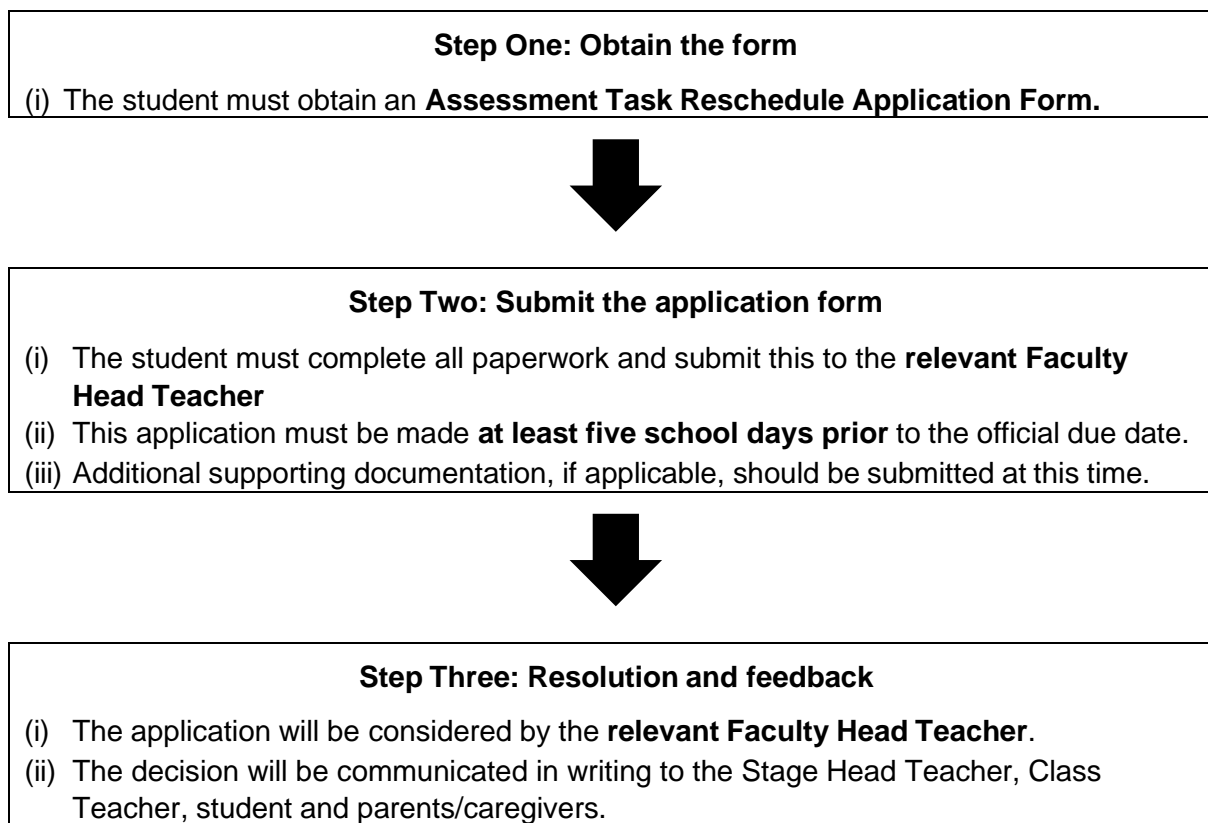 Step One: Obtain the form
(i) The student must obtain an Assessment Task Reschedule Application Form.
Step Two: Submit the application form
(i) The student must complete all paperwork and submit this to the relevant Faculty
Head Teacher
(ii) This application must be made at least five school days prior to the official due date.
(iii) Additional supporting documentation, if applicable, should be submitted at this time.
Step Three: Resolution and feedback
(i) The application will be considered by the relevant Faculty Head Teacher.
(ii) The decision will be communicated in writing to the Stage Head Teacher, Class
Teacher, student and parents/caregivers.